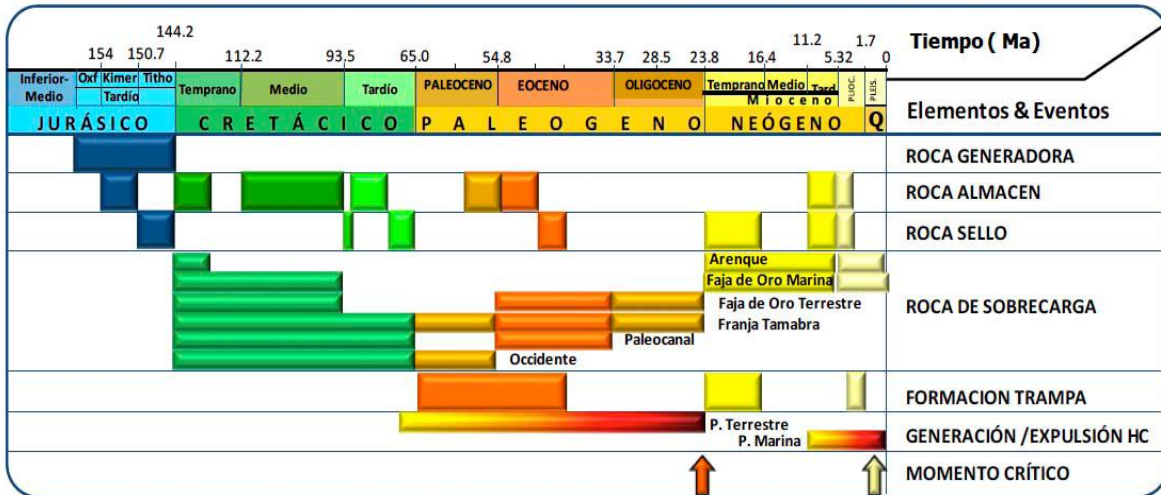 144.2 11.2 1.7
154 150.7 112.2 93.5 65.0 54.8 33.7 28.5 23.8 16.4 5.32 0
Tiempo ( Ma)
Inferior- Oxf Kimer Titho Temprano Medio Tardío PALEOCENO EOCENO OLIGOCENO Temprano Medio Tard PLIOC. PLEIS.
Medio Tardío Mioceno
JURÁSICO CRETÁCICO PALEOGENO NEÓGENO Q
Elementos & Eventos
ROCA GENERADORA
ROCA ALMACEN
ROCA SELLO
Arenque
Faja de Oro Marina
Faja de Oro Terrestre
ROCA DE SOBRECARGA
Franja Tamabra
Paleocanal
Occidente
FORMACION TRAMPA
P. Terrestre
P. Marina
GENERACIÓN /EXPULSIÓN HC
MOMENTO CRÍTICO